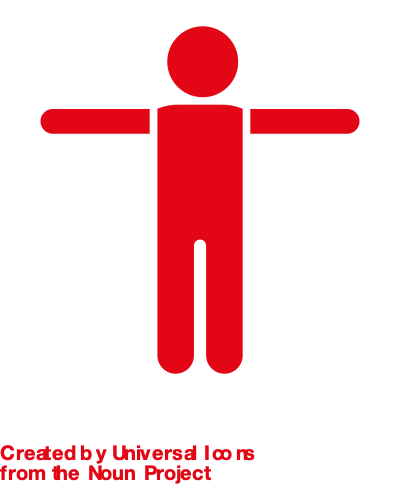 Created by Universal Icons
from the Noun Project